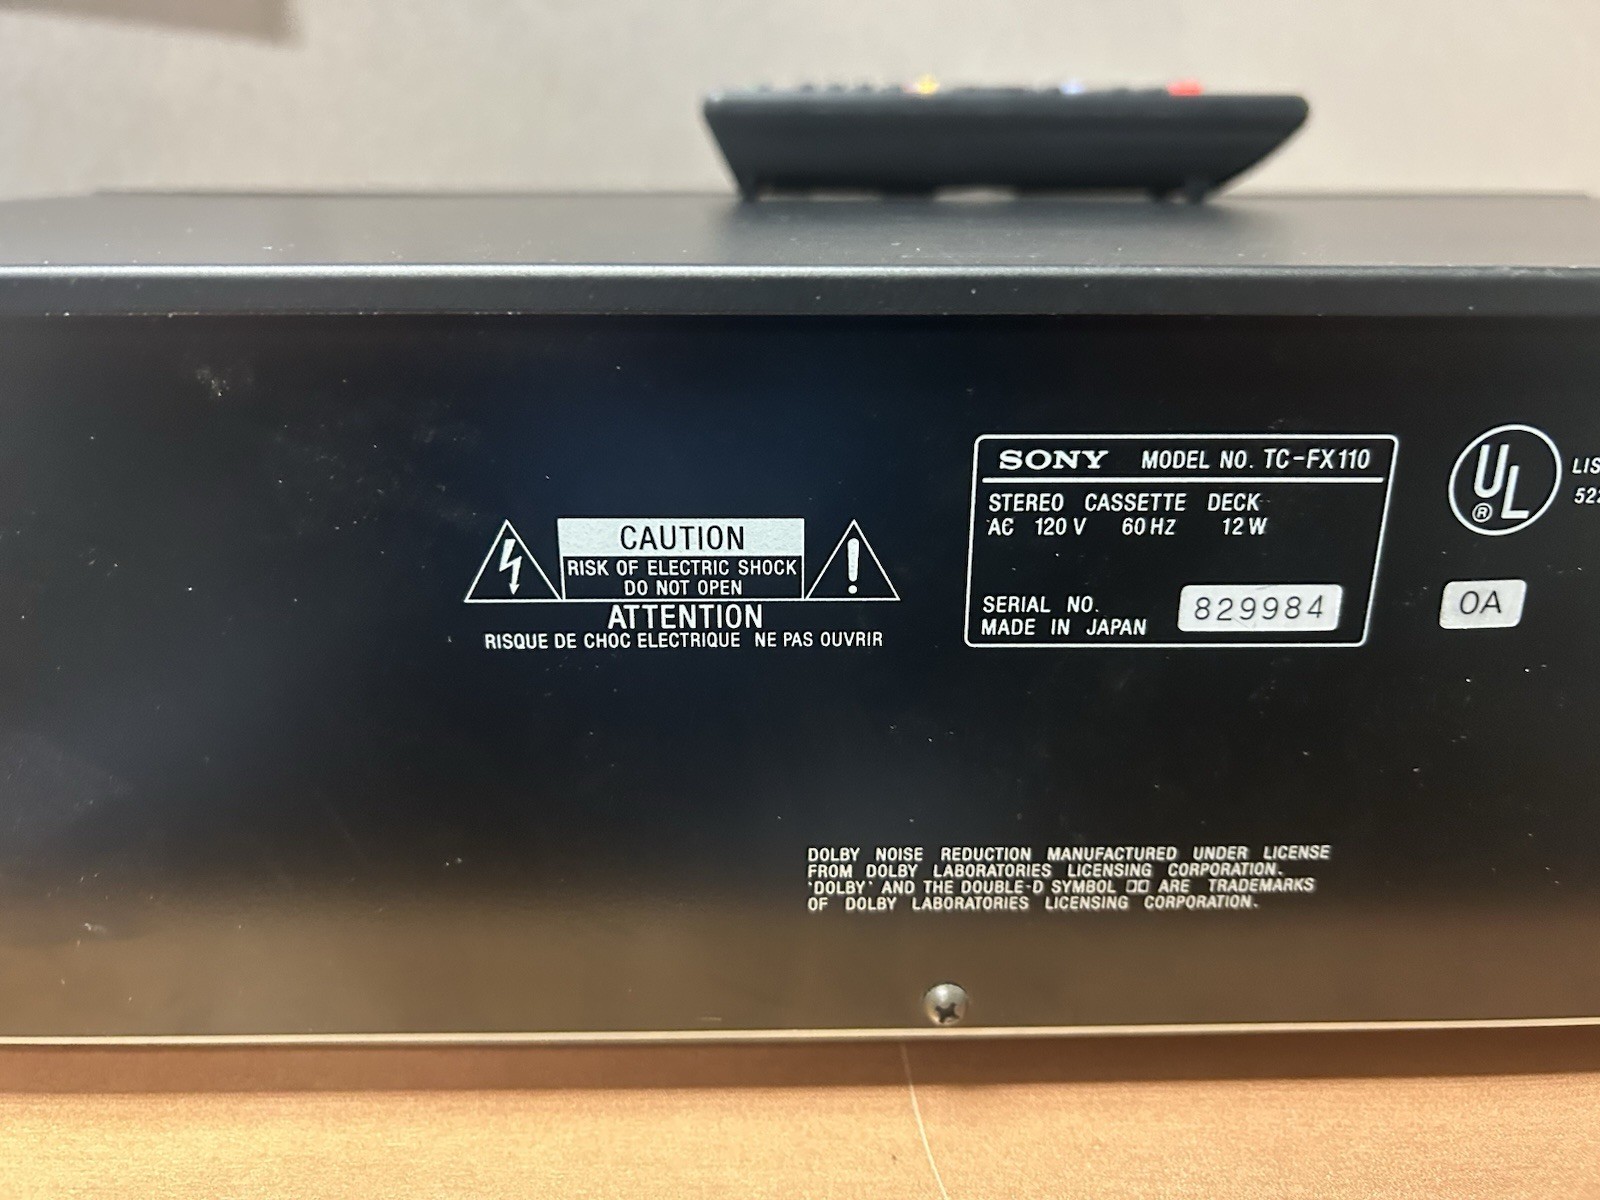 SONY MODEL NO. TC-FX110
STEREO CASSETTE DECK
AC 120 V 60 HZ 12 W
SERIAL NO. 829984
MADE IN JAPAN
UL ®
0A
CAUTION
RISK OF ELECTRIC SHOCK
DO NOT OPEN
ATTENTION
RISQUE DE CHOC ELECTRIQUE NE PAS OUVRIR
DOLBY NOISE REDUCTION MANUFACTURED UNDER LICENSE
FROM DOLBY LABORATORIES LICENSING CORPORATION.
'DOLBY' AND THE DOUBLE-D SYMBOL ARE TRADEMARKS
OF DOLBY LABORATORIES LICENSING CORPORATION.